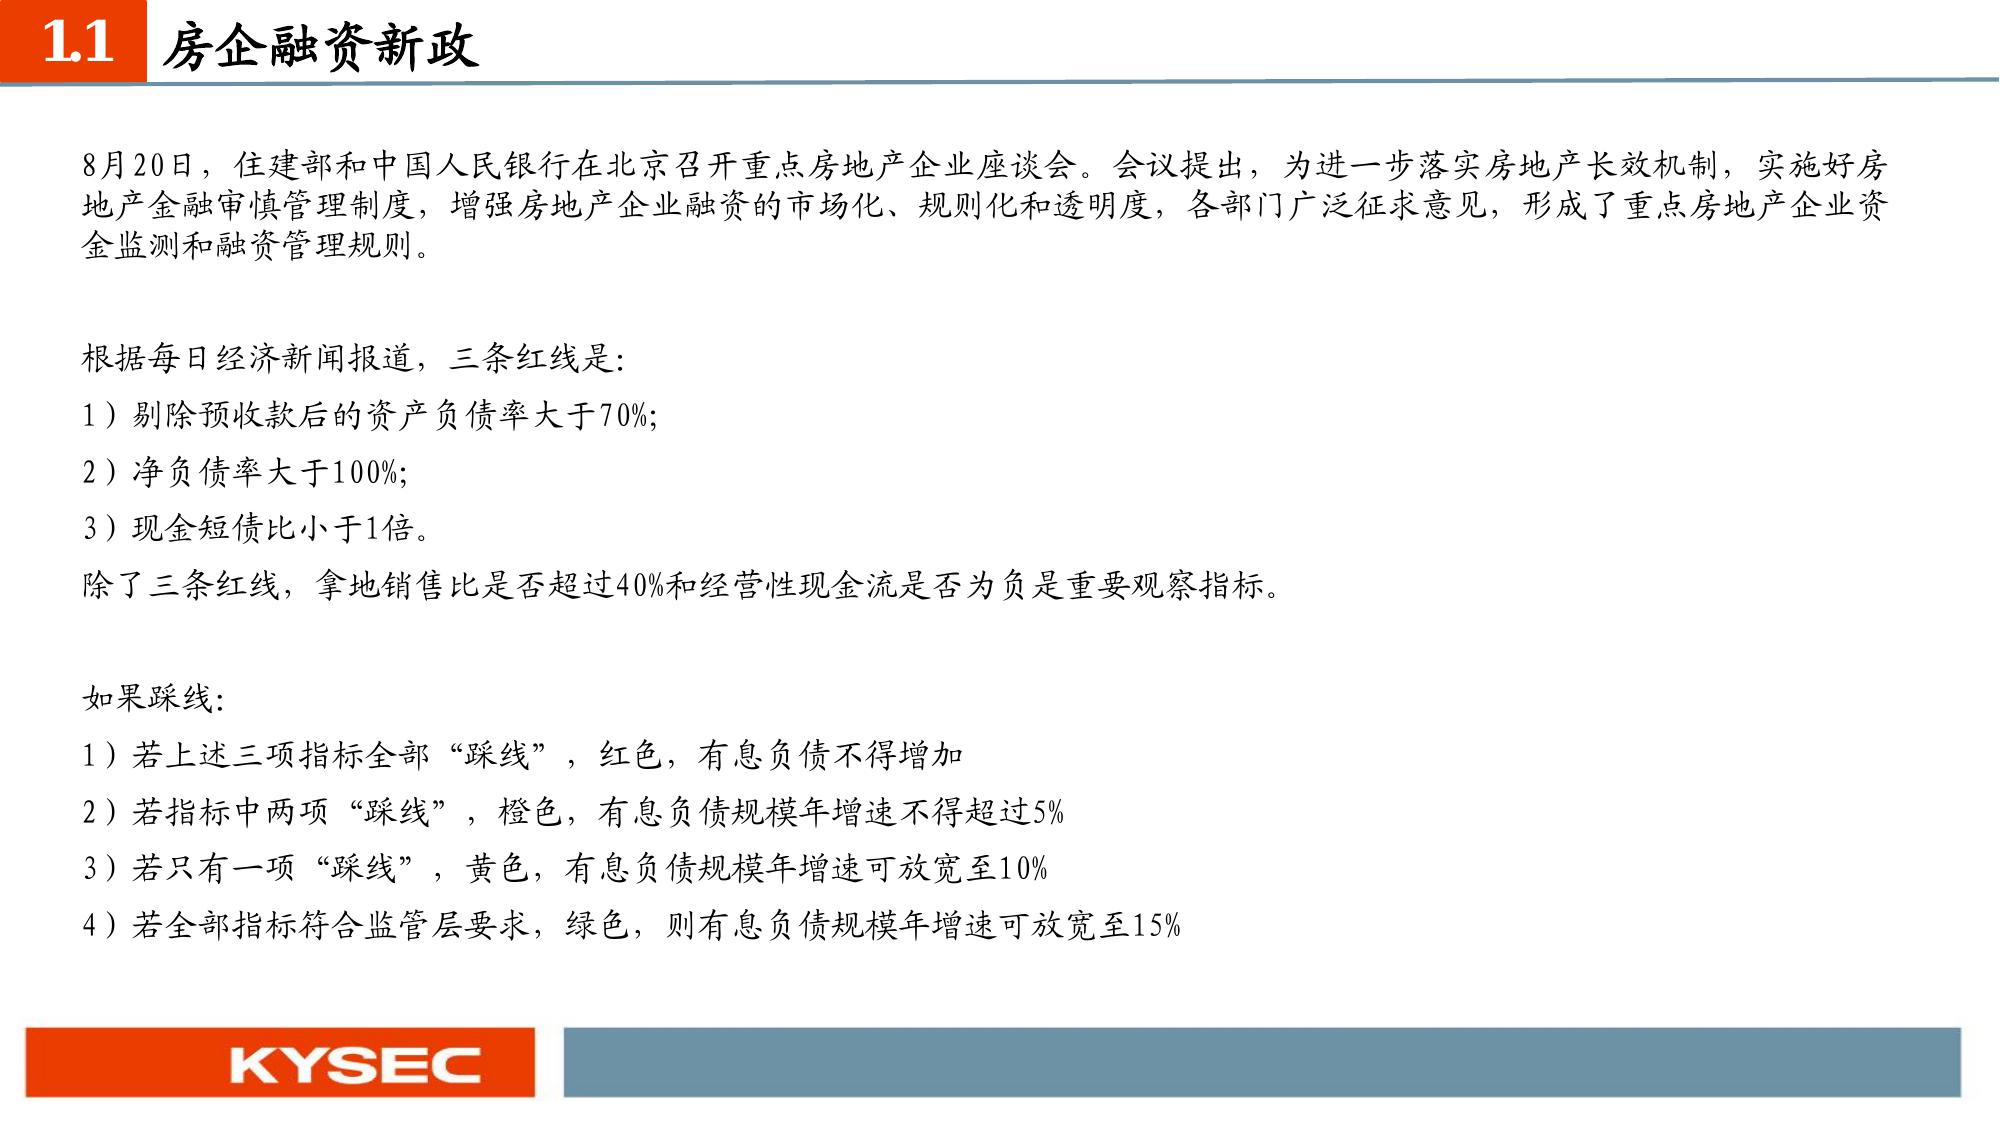 1.1 房企融资新政
8月20日，住建部和中国人民银行在北京召开重点房地产企业座谈会。会议提出，为进一步落实房地产长效机制，实施好房
地产金融审慎管理制度，增强房地产企业融资的市场化、规则化和透明度，各部门广泛征求意见，形成了重点房地产企业资
金监测和融资管理规则。
根据每日经济新闻报道，三条红线是：
1）剔除预收款后的资产负债率大于70%；
2）净负债率大于100%；
3）现金短债比小于1倍。
除了三条红线，拿地销售比是否超过40%和经营性现金流是否为负是重要观察指标。
如果踩线：
1）若上述三项指标全部“踩线”，红色，有息负债不得增加
2）若指标中两项“踩线”，橙色，有息负债规模年增速不得超过5%
3）若只有一项“踩线”，黄色，有息负债规模年增速可放宽至10%
4）若全部指标符合监管层要求，绿色，则有息负债规模年增速可放宽至15%
KYSEC